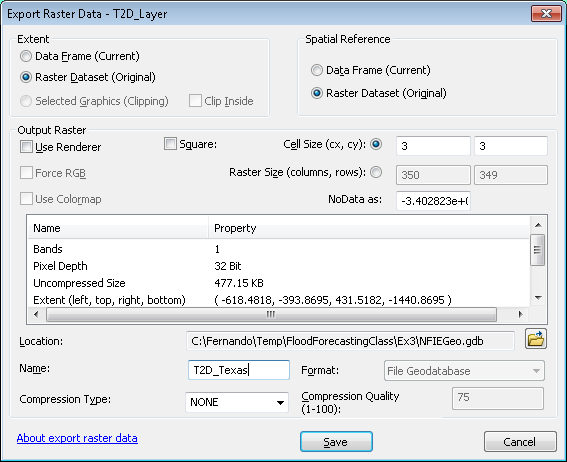 Export Raster Data - T2D_Layer
Extent
Data Frame (Current)
Raster Dataset (Original)
Selected Graphics (Clipping) Clip Inside
Spatial Reference
Data Frame (Current)
Raster Dataset (Original)
Output Raster
Use Renderer Square: Cell Size (cx, cy): 3 3
Force RGB Raster Size (columns, rows): 350 349
Use Colormap NoData as: -3.402823e+0
Name Property
Bands 1
Pixel Depth 32 Bit
Uncompressed Size 477.15 KB
Extent (left, top, right, bottom) ( -618.4818, -393.8695, 431.5182, -1440.8695 )
Location: C:\Fernando\Temp\FloodForecastingClass\Ex3\NFIEGeo.gdb
Name: T2D_Texas Format: File Geodatabase
Compression Type: NONE Compression Quality (1-100): 75
About export raster data Save Cancel